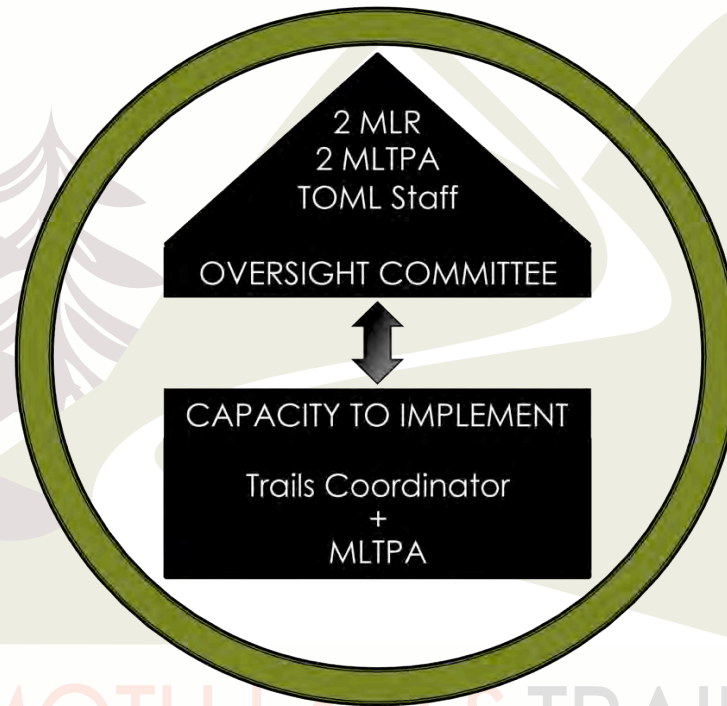 2 MLR
2 MLTPA
TOML Staff
OVERSIGHT COMMITTEE
CAPACITY TO IMPLEMENT
Trails Coordinator
+
MLTPA